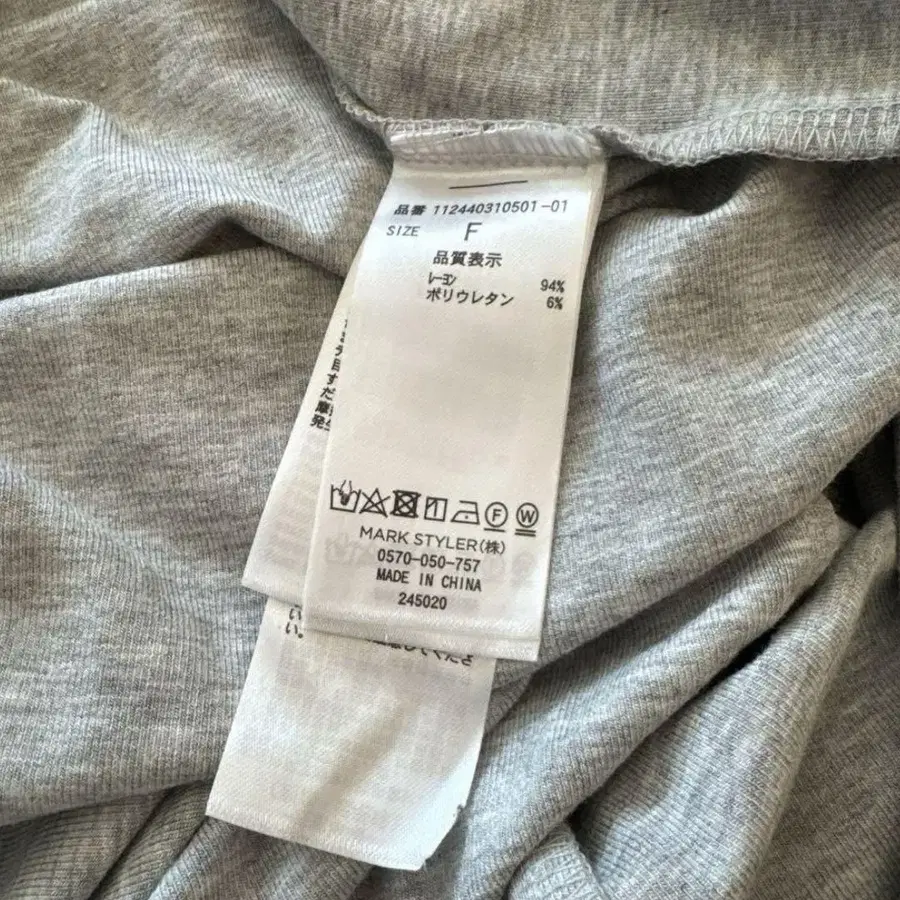 品番 112440310501-01
SIZE F
品質表示
レーヨン 94%
ポリウレタン 6%
F W
MARK STYLER(株)
0570-050-757
MADE IN CHINA
245020